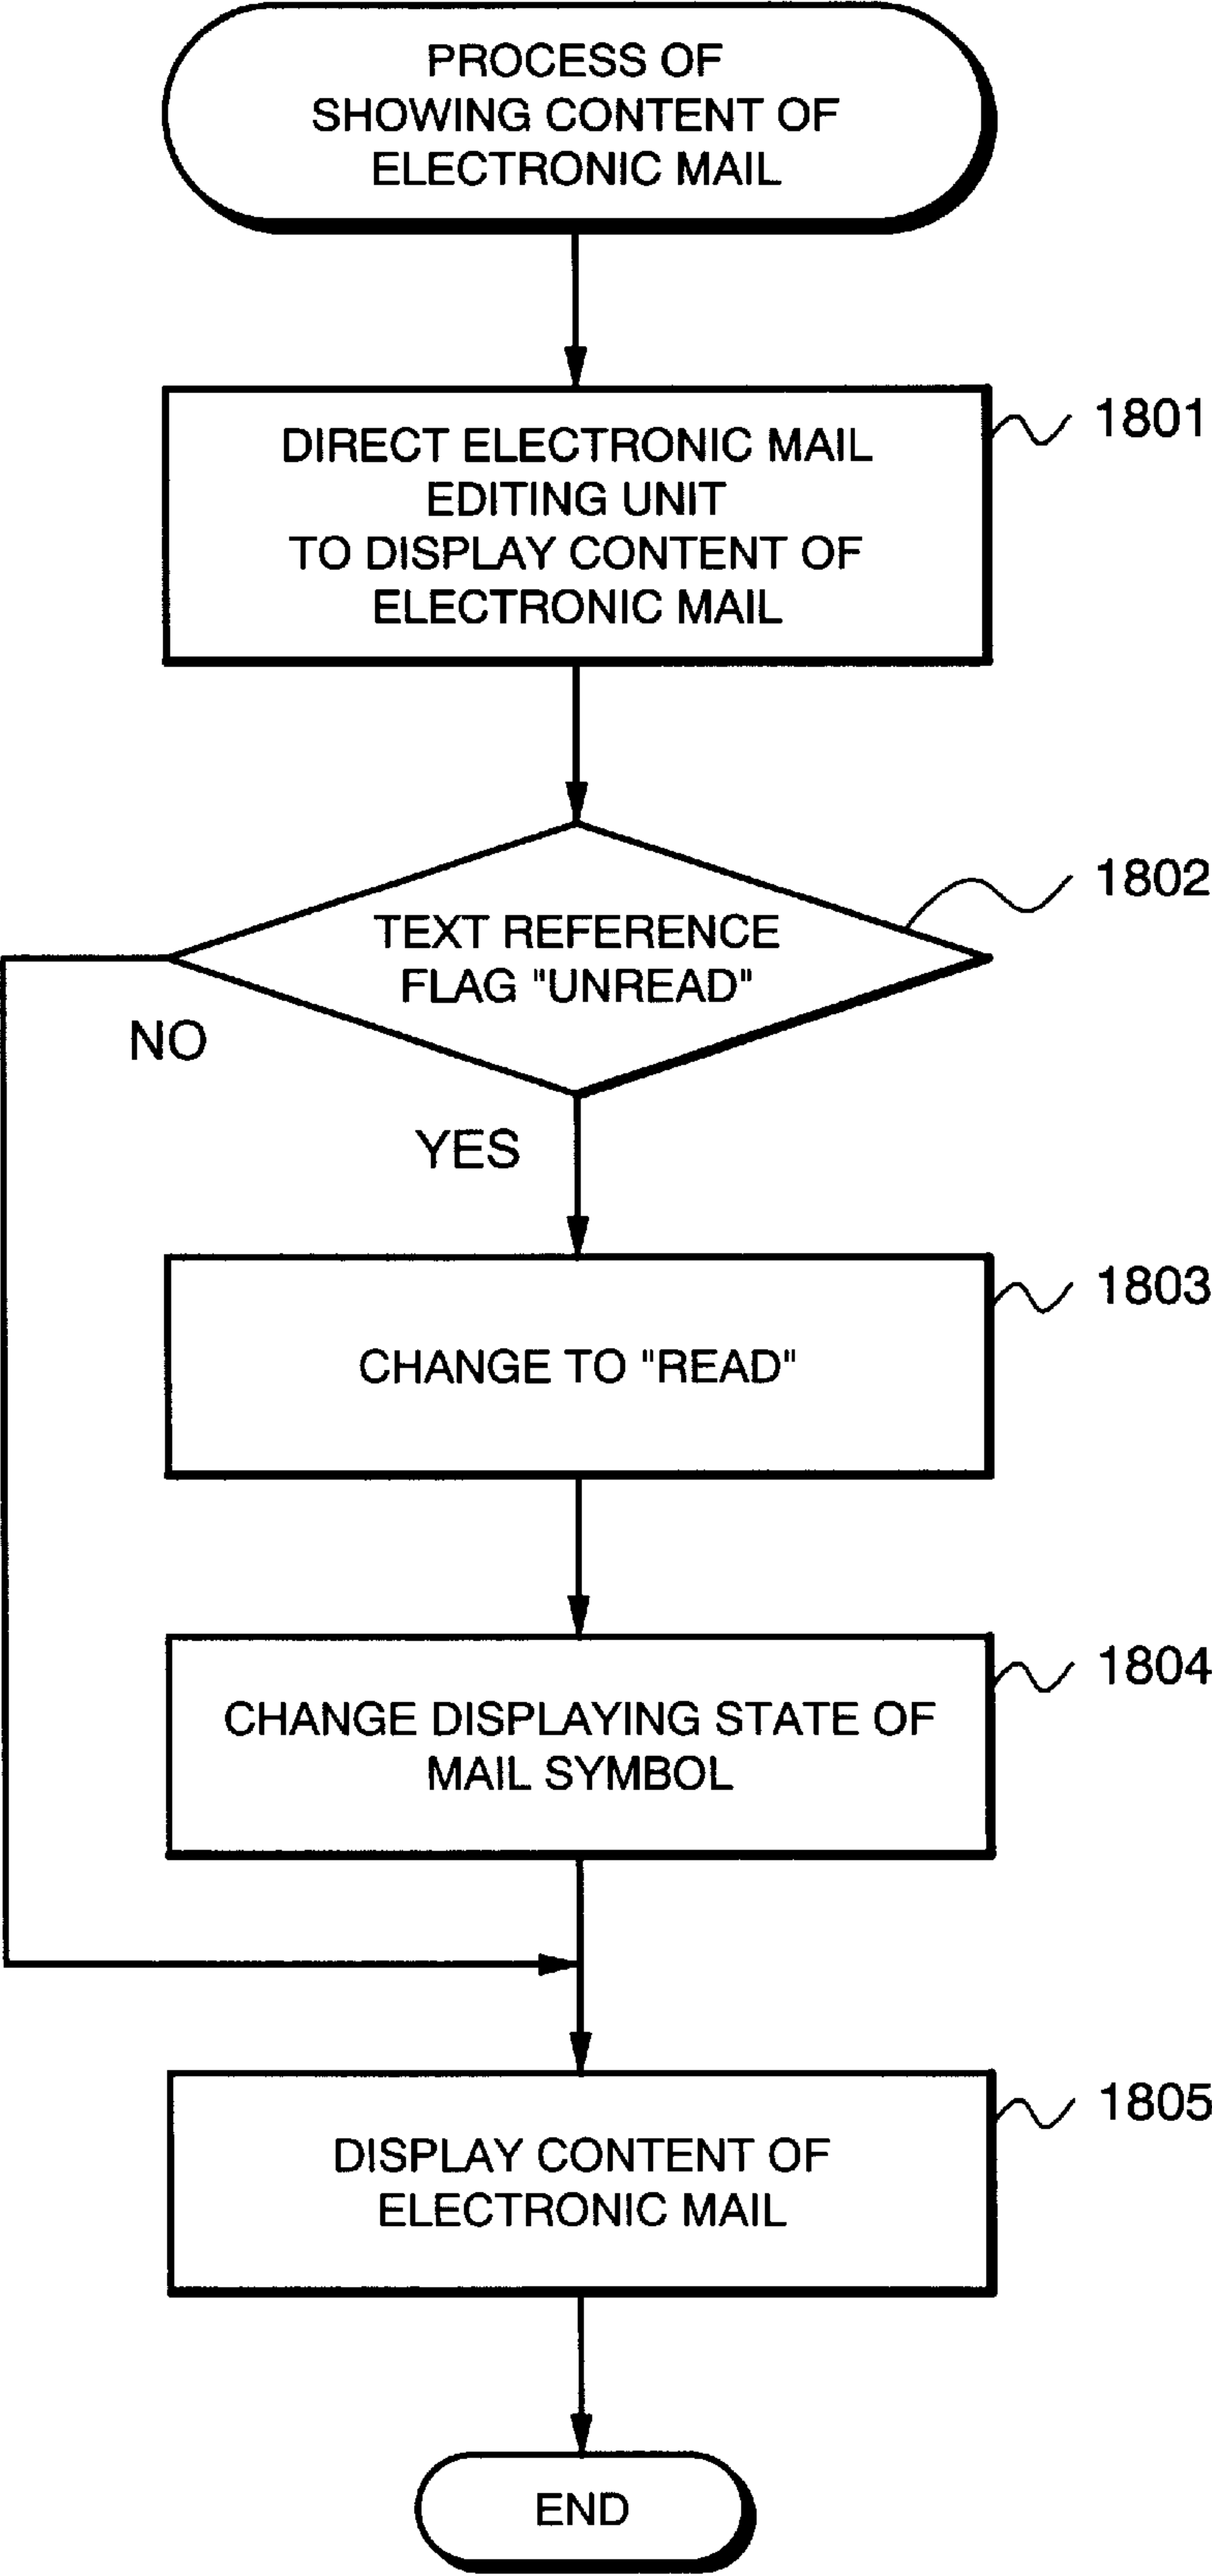 PROCESS OF
SHOWING CONTENT OF
ELECTRONIC MAIL
1801
DIRECT ELECTRONIC MAIL
EDITING UNIT
TO DISPLAY CONTENT OF
ELECTRONIC MAIL
1802
TEXT REFERENCE
FLAG "UNREAD"
NO
YES
1803
CHANGE TO "READ"
1804
CHANGE DISPLAYING STATE OF
MAIL SYMBOL
1805
DISPLAY CONTENT OF
ELECTRONIC MAIL
END